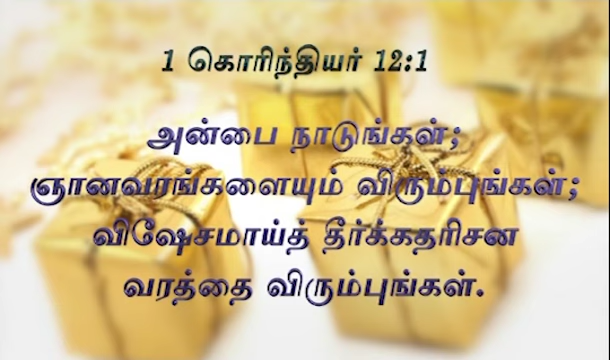 1 கொரிந்தியர் 12:1
அன்பை நாடுங்கள்;
ஞானவரங்களையும் விரும்புங்கள்;
விஷேசமாய்த் தீர்க்கதரிசன
வரத்தை விரும்புங்கள்.